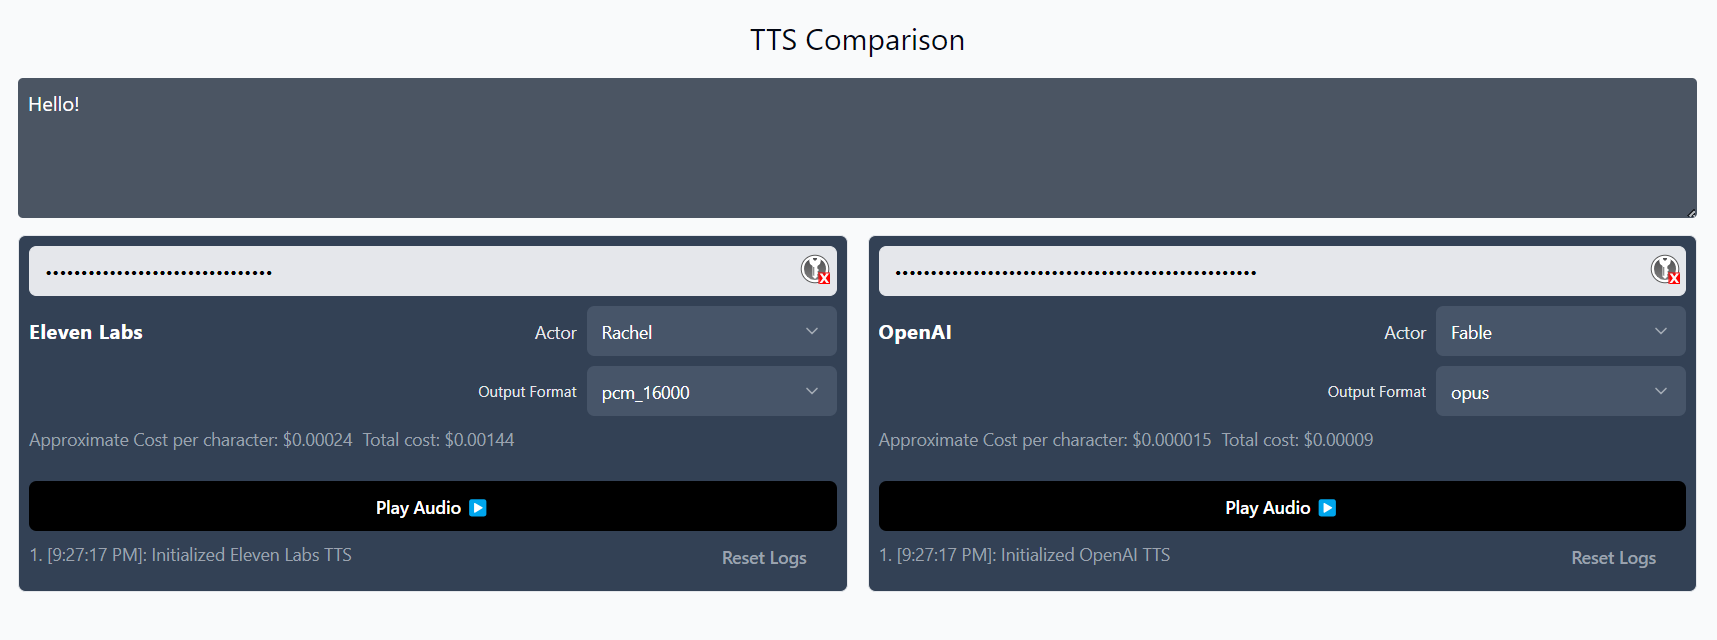 TTS Comparison
Hello!
••••••••••••••••••••••••••••••••
Eleven Labs
Actor
Rachel
Output Format
pcm_16000
Approximate Cost per character: $0.00024 Total cost: $0.00144
Play Audio ▶️
1. [9:27:17 PM]: Initialized Eleven Labs TTS
Reset Logs
•••••••••••••••••••••••••••••••••••••••••••••••••••
OpenAI
Actor
Fable
Output Format
opus
Approximate Cost per character: $0.000015 Total cost: $0.00009
Play Audio ▶️
1. [9:27:17 PM]: Initialized OpenAI TTS
Reset Logs